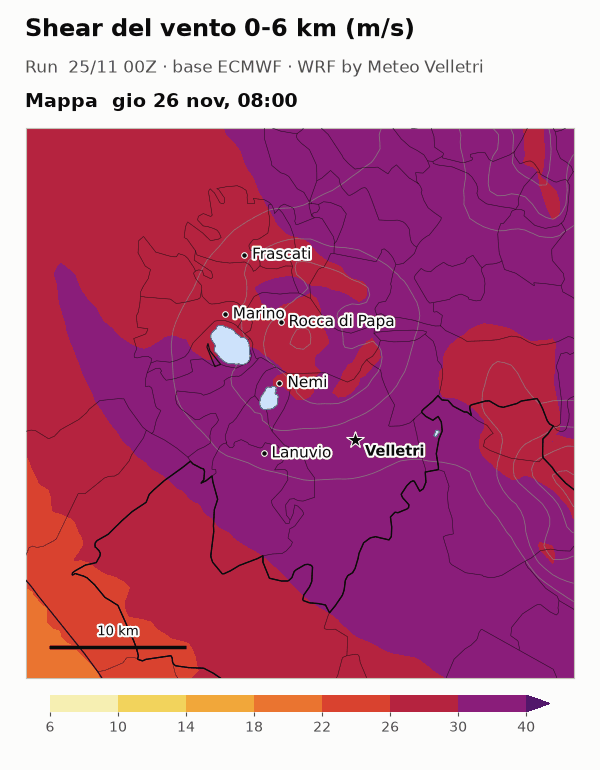 Shear del vento 0-6 km (m/s)
Run  25/11 00Z · base ECMWF · WRF by Meteo Velletri
Mappa  gio 26 nov, 08:00
Frascati
Marino
Rocca di Papa
Nemi
Velletri
Lanuvio
10 km
6 10 14 18 22 26 30 40